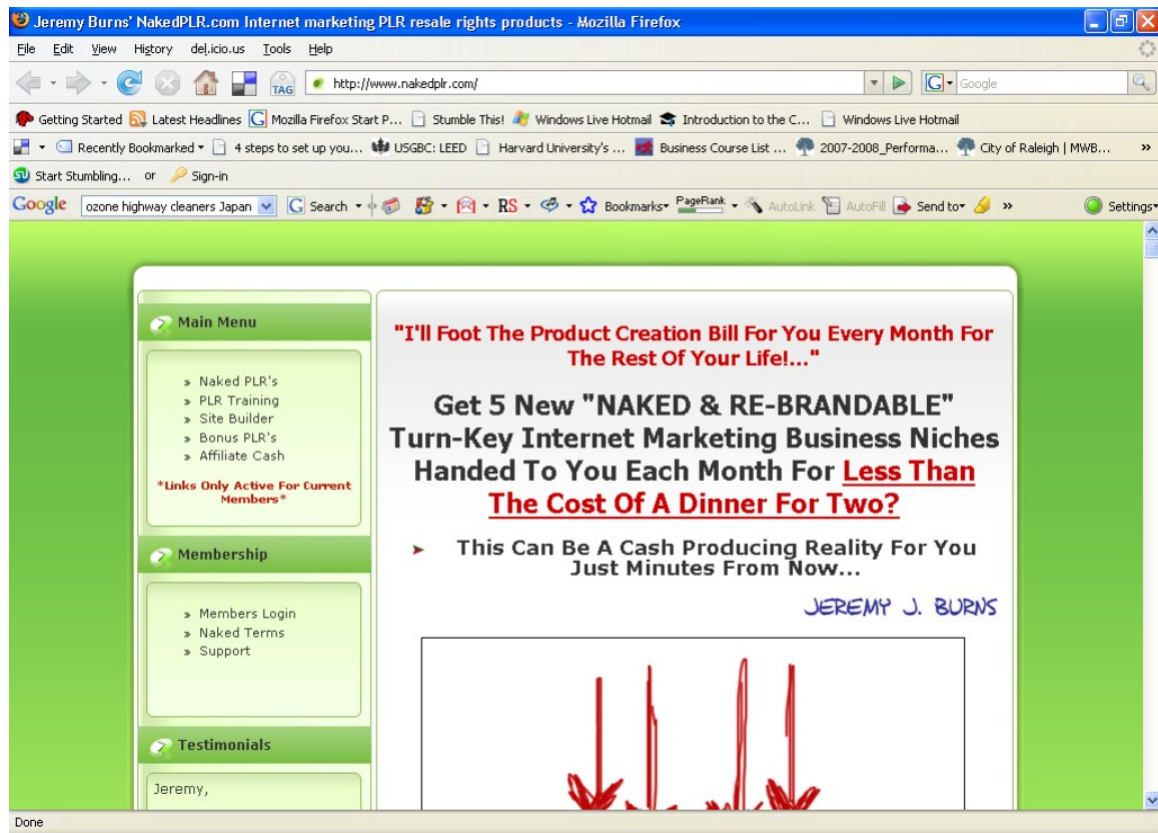 Jeremy Burns' NakedPLR.com Internet marketing PLR resale rights products - Mozilla Firefox
File Edit View History del.icio.us Tools Help
TAG http://www.nakedplr.com/ G Google
Getting Started Latest Headlines G Mozilla Firefox Start P... Stumble This! Windows Live Hotmail Introduction to the C... Windows Live Hotmail
Recently Bookmarked 4 steps to set up you... USGBC: LEED Harvard University's ... Business Course List ... 2007-2008_Performa... City of Raleigh | MWB... »
Start Stumbling... or Sign-in
Google ozone highway cleaners Japan G Search RS Bookmarks PageRank AutoLink AutoFill Send to » Settings
Main Menu
» Naked PLR's
» PLR Training
» Site Builder
» Bonus PLR's
» Affiliate Cash
*Links Only Active For Current
Members*
Membership
» Members Login
» Naked Terms
» Support
Testimonials
Jeremy,
"I'll Foot The Product Creation Bill For You Every Month For
The Rest Of Your Life!..."
Get 5 New "NAKED & RE-BRANDABLE"
Turn-Key Internet Marketing Business Niches
Handed To You Each Month For Less Than
The Cost Of A Dinner For Two?
This Can Be A Cash Producing Reality For You
Just Minutes From Now...
JEREMY J. BURNS
Done